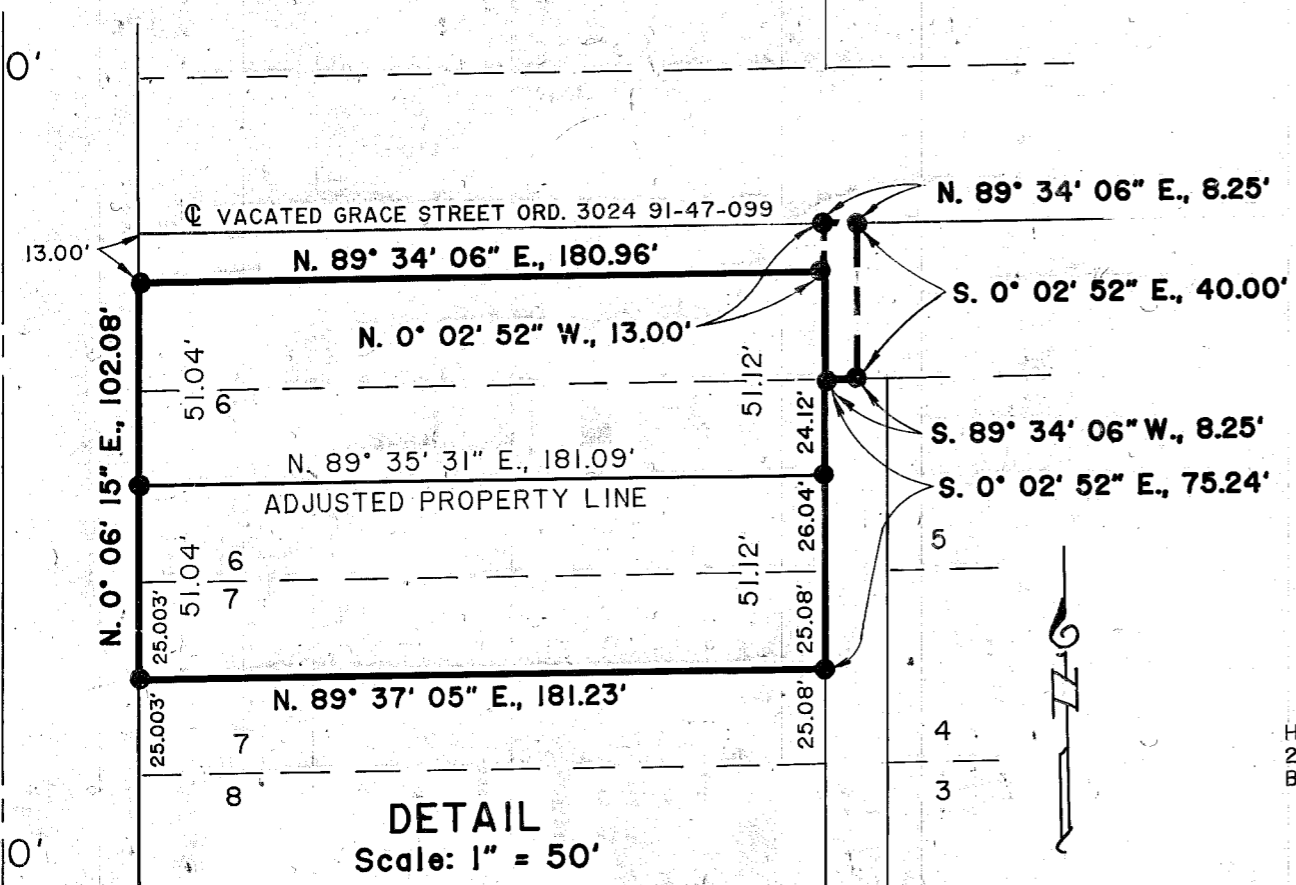 0'
N. 89° 34' 06" E., 8.25'
℄ VACATED GRACE STREET ORD. 3024 91-47-099
13.00'
N. 89° 34' 06" E., 180.96'
S. 0° 02' 52" E., 40.00'
N. 0° 02' 52" W., 13.00'
N. 0° 06' 15" E., 102.08'
51.04'
6
51.12'
24.12'
S. 89° 34' 06" W., 8.25'
N. 89° 35' 31" E., 181.09'
S. 0° 02' 52" E., 75.24'
ADJUSTED PROPERTY LINE
26.04'
5
51.04'
6
7
51.12'
25.003'
25.08'
N. 89° 37' 05" E., 181.23'
25.003'
25.08'
7
4
8
3
H
2
B
DETAIL
Scale: 1" = 50'
0'